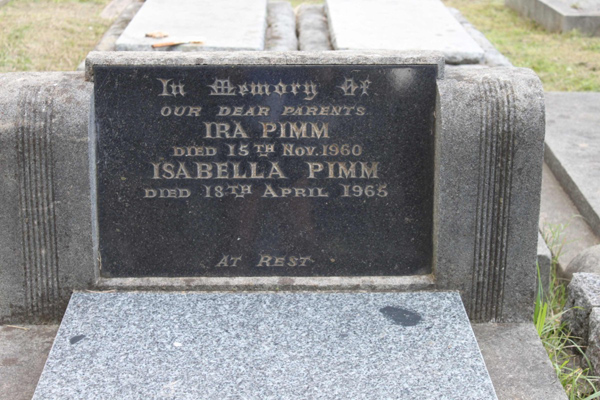 In Memory Of
OUR DEAR PARENTS
IRA PIMM
DIED 15TH NOV. 1960
ISABELLA PIMM
DIED 18TH APRIL 1965
AT REST